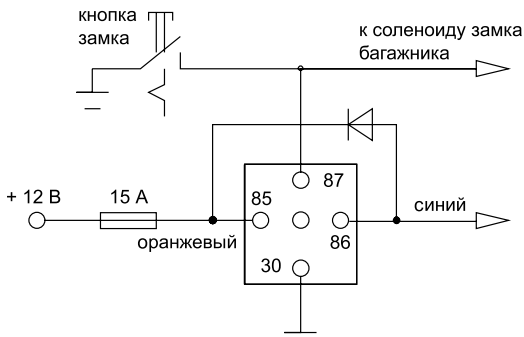 кнопка
замка
к соленоиду замка
багажника
+ 12 В
15 А
85
87
86
30
оранжевый
синий